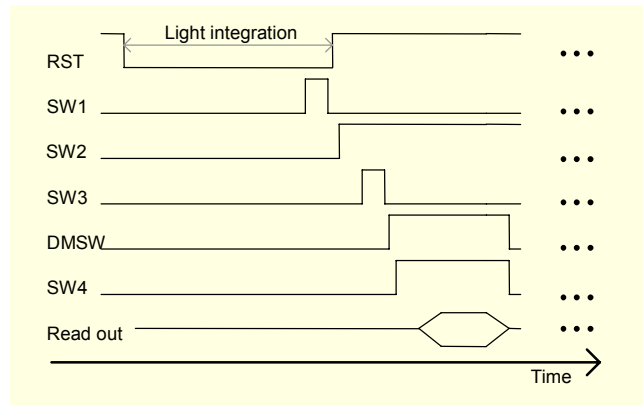 Light integration
RST
SW1
SW2
SW3
DMSW
SW4
Read out
Time